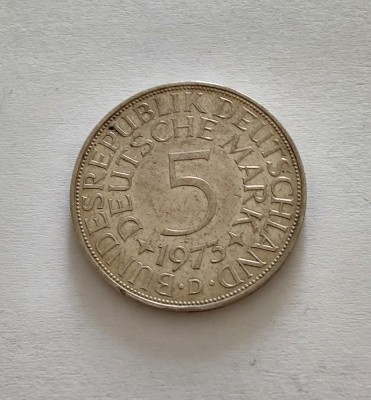 BUNDESREPUBLIK DEUTSCHLAND
DEUTSCHE MARK
5
1973
D